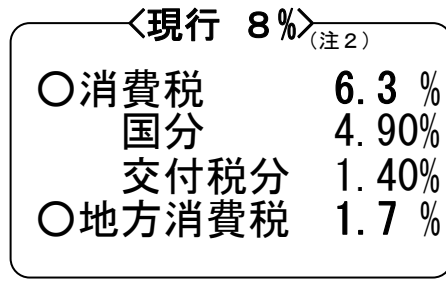 〈現行 8%〉(注2)
○消費税 6.3 %
国分 4.90%
交付税分 1.40%
○地方消費税 1.7 %